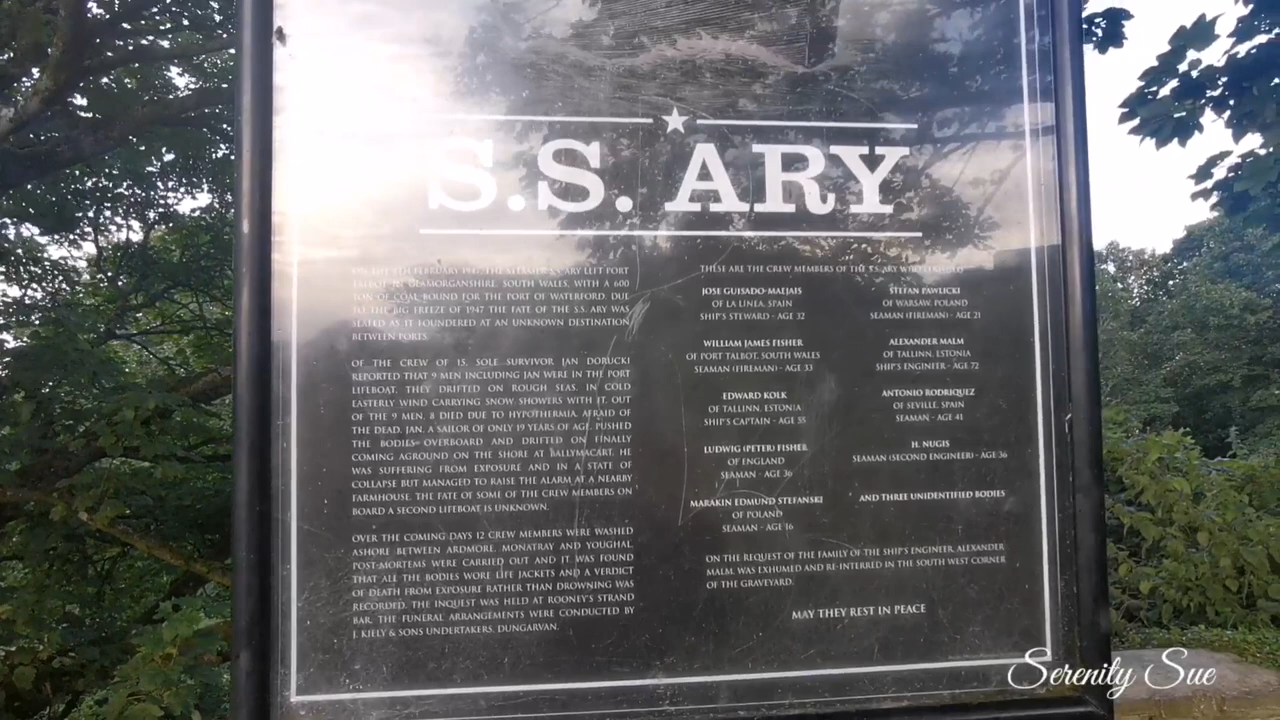 S.S. ARY
ON THE 5TH FEBRUARY 1947, THE STEAMER S.S. ARY LEFT PORT
TALBOT IN GLAMORGANSHIRE, SOUTH WALES, WITH A 600
TON OF COAL BOUND FOR THE PORT OF WATERFORD. DUE
TO THE BIG FREEZE OF 1947 THE FATE OF THE S.S. ARY WAS
SEALED AS IT FOUNDERED AT AN UNKNOWN DESTINATION
BETWEEN PORTS.
OF THE CREW OF 15, SOLE SURVIVOR JAN DORUCKI
REPORTED THAT 9 MEN INCLUDING JAN WERE IN THE PORT
LIFEBOAT. THEY DRIFTED ON ROUGH SEAS, IN COLD
EASTERLY WIND CARRYING SNOW SHOWERS WITH IT. OUT
OF THE 9 MEN, 8 DIED DUE TO HYPOTHERMIA. AFRAID OF
THE DEAD, JAN, A SAILOR OF ONLY 19 YEARS OF AGE, PUSHED
THE BODIES OVERBOARD AND DRIFTED ON, FINALLY
COMING AGROUND ON THE SHORE AT BALLYMACART. HE
WAS SUFFERING FROM EXPOSURE AND IN A STATE OF
COLLAPSE BUT MANAGED TO RAISE THE ALARM AT A NEARBY
FARMHOUSE. THE FATE OF SOME OF THE CREW MEMBERS ON
BOARD A SECOND LIFEBOAT IS UNKNOWN.
OVER THE COMING DAYS 12 CREW MEMBERS WERE WASHED
ASHORE BETWEEN ARDMORE, MONATRAY AND YOUGHAL.
POST-MORTEMS WERE CARRIED OUT AND IT WAS FOUND
THAT ALL THE BODIES WORE LIFE JACKETS AND A VERDICT
OF DEATH FROM EXPOSURE RATHER THAN DROWNING WAS
RECORDED. THE INQUEST WAS HELD AT ROONEY'S STRAND
BAR. THE FUNERAL ARRANGEMENTS WERE CONDUCTED BY
J. KIELY & SONS UNDERTAKERS, DUNGARVAN.
THESE ARE THE CREW MEMBERS OF THE S.S. ARY WHO PERISHED
JOSE GUISADO-MAEJAIS
OF LA LINEA, SPAIN
SHIP'S STEWARD - AGE 32
WILLIAM JAMES FISHER
OF PORT TALBOT, SOUTH WALES
SEAMAN (FIREMAN) - AGE 33
EDWARD KOLK
OF TALLINN, ESTONIA
SHIP'S CAPTAIN - AGE 55
LUDWIG (PETER) FISHER
OF ENGLAND
SEAMAN - AGE 36
MARAKIN EDMUND STEFANSKI
OF POLAND
SEAMAN - AGE 16
STEFAN PAWLICKI
OF WARSAW, POLAND
SEAMAN (FIREMAN) - AGE 21
ALEXANDER MALM
OF TALLINN, ESTONIA
SHIP'S ENGINEER - AGE 72
ANTONIO RODRIQUEZ
OF SEVILLE, SPAIN
SEAMAN - AGE 41
H. NUGIS
SEAMAN (SECOND ENGINEER) - AGE 36
AND THREE UNIDENTIFIED BODIES
ON THE REQUEST OF THE FAMILY OF THE SHIP'S ENGINEER, ALEXANDER
MALM, WAS EXHUMED AND RE-INTERRED IN THE SOUTH WEST CORNER
OF THE GRAVEYARD.
MAY THEY REST IN PEACE
Serenity Sue